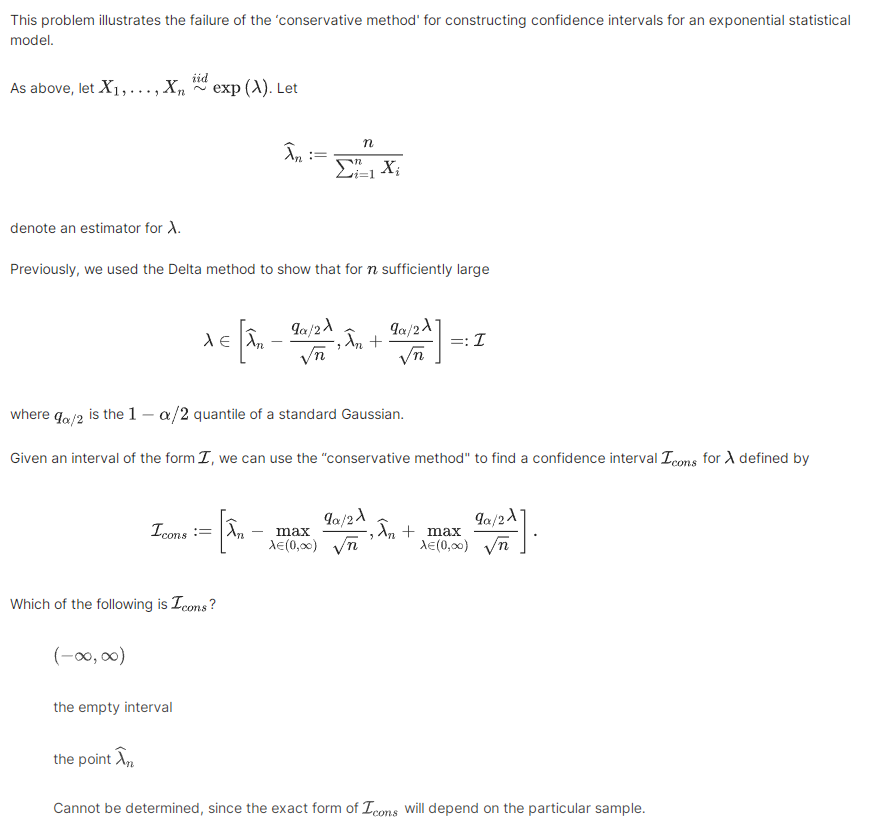 This problem illustrates the failure of the 'conservative method' for constructing confidence intervals for an exponential statistical
model.
As above, let $X_1, \ldots, X_n \stackrel{iid}{\sim} \exp(\lambda)$. Let
$\widehat{\lambda}_n := \frac{n}{\sum_{i=1}^{n} X_i}$
denote an estimator for $\lambda$.
Previously, we used the Delta method to show that for $n$ sufficiently large
$\lambda \in \left[ \widehat{\lambda}_n - \frac{q_{\alpha/2} \lambda}{\sqrt{n}}, \widehat{\lambda}_n + \frac{q_{\alpha/2} \lambda}{\sqrt{n}} \right] =: \mathcal{I}$
where $q_{\alpha/2}$ is the $1 - \alpha/2$ quantile of a standard Gaussian.
Given an interval of the form $\mathcal{I}$, we can use the "conservative method" to find a confidence interval $\mathcal{I}_{cons}$ for $\lambda$ defined by
$\mathcal{I}_{cons} := \left[ \widehat{\lambda}_n - \max_{\lambda \in (0, \infty)} \frac{q_{\alpha/2} \lambda}{\sqrt{n}}, \widehat{\lambda}_n + \max_{\lambda \in (0, \infty)} \frac{q_{\alpha/2} \lambda}{\sqrt{n}} \right].$
Which of the following is $\mathcal{I}_{cons}$?
$(-\infty, \infty)$
the empty interval
the point $\widehat{\lambda}_n$
Cannot be determined, since the exact form of $\mathcal{I}_{cons}$ will depend on the particular sample.